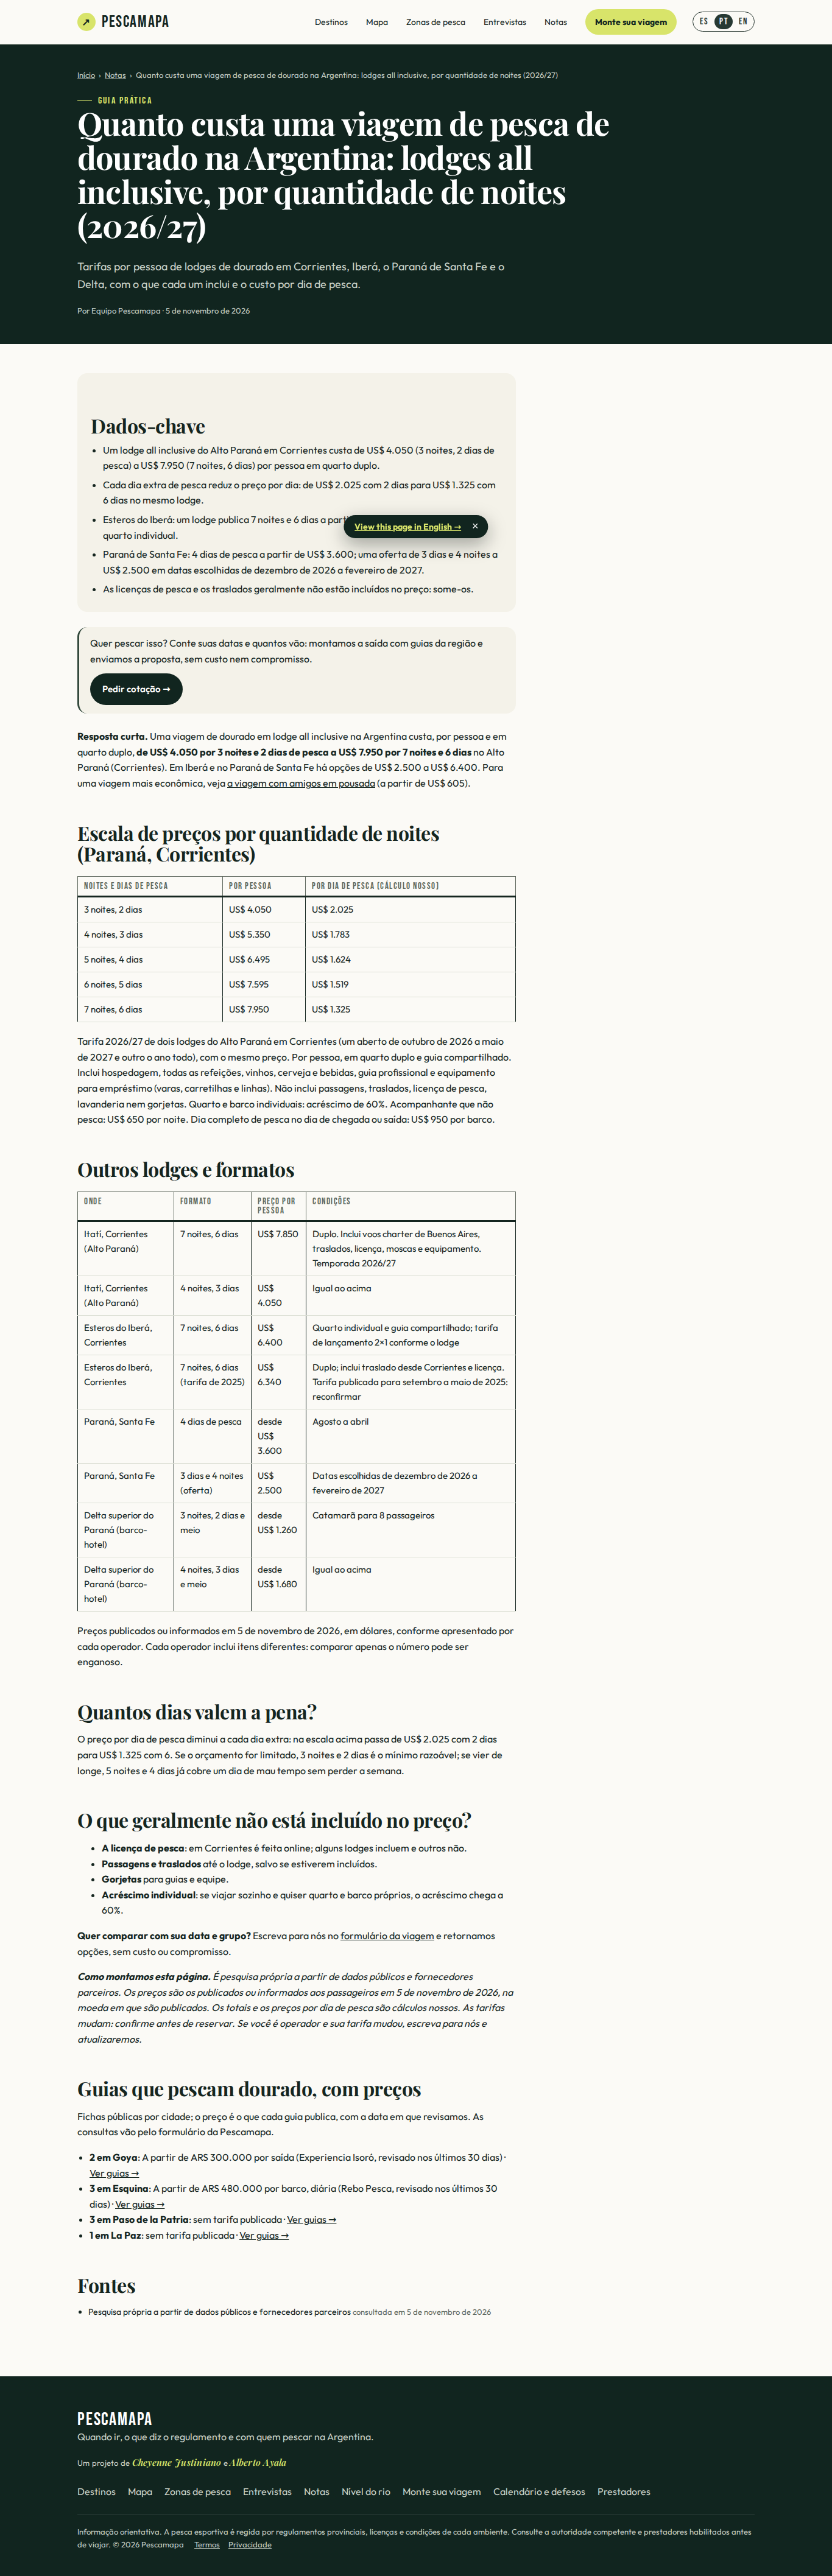 PESCAMAPA
Destinos Mapa Zonas de pesca Entrevistas Notas Monte sua viagem ES PT EN
Início › Notas › Quanto custa uma viagem de pesca de dourado na Argentina: lodges all inclusive, por quantidade de noites (2026/27)
GUIA PRÁTICA
Quanto custa uma viagem de pesca de
dourado na Argentina: lodges all
inclusive, por quantidade de noites
(2026/27)
Tarifas por pessoa de lodges de dourado em Corrientes, Iberá, o Paraná de Santa Fe e o
Delta, com o que cada um inclui e o custo por dia de pesca.
Por Equipo Pescamapa · 5 de novembro de 2026
Dados-chave
• Um lodge all inclusive do Alto Paraná em Corrientes custa de US$ 4.050 (3 noites, 2 dias de
pesca) a US$ 7.950 (7 noites, 6 dias) por pessoa em quarto duplo.
• Cada dia extra de pesca reduz o preço por dia: de US$ 2.025 com 2 dias para US$ 1.325 com
6 dias no mesmo lodge.
• Esteros do Iberá: um lodge publica 7 noites e 6 dias a
quarto individual.
View this page in English → ×
• Paraná de Santa Fe: 4 dias de pesca a partir de US$ 3.600; uma oferta de 3 dias e 4 noites a
US$ 2.500 em datas escolhidas de dezembro de 2026 a fevereiro de 2027.
• As licenças de pesca e os traslados geralmente não estão incluídos no preço: some-os.
Quer pescar isso? Conte suas datas e quantos vão: montamos a saída com guias da região e
enviamos a proposta, sem custo nem compromisso.
Pedir cotação →
Resposta curta. Uma viagem de dourado em lodge all inclusive na Argentina custa, por pessoa e em
quarto duplo, de US$ 4.050 por 3 noites e 2 dias de pesca a US$ 7.950 por 7 noites e 6 dias no Alto
Paraná (Corrientes). Em Iberá e no Paraná de Santa Fe há opções de US$ 2.500 a US$ 6.400. Para
uma viagem mais econômica, veja a viagem com amigos em pousada (a partir de US$ 605).
Escala de preços por quantidade de noites
(Paraná, Corrientes)
NOITES E DIAS DE PESCA POR PESSOA POR DIA DE PESCA (CÁLCULO NOSSO)
3 noites, 2 dias US$ 4.050 US$ 2.025
4 noites, 3 dias US$ 5.350 US$ 1.783
5 noites, 4 dias US$ 6.495 US$ 1.624
6 noites, 5 dias US$ 7.595 US$ 1.519
7 noites, 6 dias US$ 7.950 US$ 1.325
Tarifa 2026/27 de dois lodges do Alto Paraná em Corrientes (um aberto de outubro de 2026 a maio
de 2027 e outro o ano todo), com o mesmo preço. Por pessoa, em quarto duplo e guia compartilhado.
Inclui hospedagem, todas as refeições, vinhos, cerveja e bebidas, guia profissional e equipamento
para empréstimo (varas, carretilhas e linhas). Não inclui passagens, traslados, licença de pesca,
lavanderia nem gorjetas. Quarto e barco individuais: acréscimo de 60%. Acompanhante que não
pesca: US$ 650 por noite. Dia completo de pesca no dia de chegada ou saída: US$ 950 por barco.
Outros lodges e formatos
ONDE FORMATO PREÇO POR PESSOA CONDIÇÕES
Itatí, Corrientes (Alto Paraná) 7 noites, 6 dias US$ 7.850 Duplo. Inclui voos charter de Buenos Aires, traslados, licença, moscas e equipamento. Temporada 2026/27
Itatí, Corrientes (Alto Paraná) 4 noites, 3 dias US$ 4.050 Igual ao acima
Esteros do Iberá, Corrientes 7 noites, 6 dias US$ 6.400 Quarto individual e guia compartilhado; tarifa de lançamento 2×1 conforme o lodge
Esteros do Iberá, Corrientes 7 noites, 6 dias (tarifa de 2025) US$ 6.340 Duplo; inclui traslado desde Corrientes e licença. Tarifa publicada para setembro a maio de 2025: reconfirmar
Paraná, Santa Fe 4 dias de pesca desde US$ 3.600 Agosto a abril
Paraná, Santa Fe 3 dias e 4 noites (oferta) US$ 2.500 Datas escolhidas de dezembro de 2026 a fevereiro de 2027
Delta superior do Paraná (barco-hotel) 3 noites, 2 dias e meio desde US$ 1.260 Catamarã para 8 passageiros
Delta superior do Paraná (barco-hotel) 4 noites, 3 dias e meio desde US$ 1.680 Igual ao acima
Preços publicados ou informados em 5 de novembro de 2026, em dólares, conforme apresentado por
cada operador. Cada operador inclui itens diferentes: comparar apenas o número pode ser
enganoso.
Quantos dias valem a pena?
O preço por dia de pesca diminui a cada dia extra: na escala acima passa de US$ 2.025 com 2 dias
para US$ 1.325 com 6. Se o orçamento for limitado, 3 noites e 2 dias é o mínimo razoável; se vier de
longe, 5 noites e 4 dias já cobre um dia de mau tempo sem perder a semana.
O que geralmente não está incluído no preço?
• A licença de pesca: em Corrientes é feita online; alguns lodges incluem e outros não.
• Passagens e traslados até o lodge, salvo se estiverem incluídos.
• Gorjetas para guias e equipe.
• Acréscimo individual: se viajar sozinho e quiser quarto e barco próprios, o acréscimo chega a
60%.
Quer comparar com sua data e grupo? Escreva para nós no formulário da viagem e retornamos
opções, sem custo ou compromisso.
Como montamos esta página. É pesquisa própria a partir de dados públicos e fornecedores
parceiros. Os preços são os publicados ou informados aos passageiros em 5 de novembro de 2026, na
moeda em que são publicados. Os totais e os preços por dia de pesca são cálculos nossos. As tarifas
mudam: confirme antes de reservar. Se você é operador e sua tarifa mudou, escreva para nós e
atualizaremos.
Guias que pescam dourado, com preços
Fichas públicas por cidade; o preço é o que cada guia publica, com a data em que revisamos. As
consultas vão pelo formulário da Pescamapa.
• 2 em Goya: A partir de ARS 300.000 por saída (Experiencia Isoró, revisado nos últimos 30 dias) ·
Ver guias →
• 3 em Esquina: A partir de ARS 480.000 por barco, diária (Rebo Pesca, revisado nos últimos 30
dias) · Ver guias →
• 3 em Paso de la Patria: sem tarifa publicada · Ver guias →
• 1 em La Paz: sem tarifa publicada · Ver guias →
Fontes
• Pesquisa própria a partir de dados públicos e fornecedores parceiros consultada em 5 de novembro de 2026
PESCAMAPA
Quando ir, o que diz o regulamento e com quem pescar na Argentina.
Um projeto de Cheyenne Justiniano e Alberto Ayala
Destinos Mapa Zonas de pesca Entrevistas Notas Nível do rio Monte sua viagem Calendário e defesos Prestadores
Informação orientativa. A pesca esportiva é regida por regulamentos provinciais, licenças e condições de cada ambiente. Consulte a autoridade competente e prestadores habilitados antes
de viajar. © 2026 Pescamapa Termos Privacidade